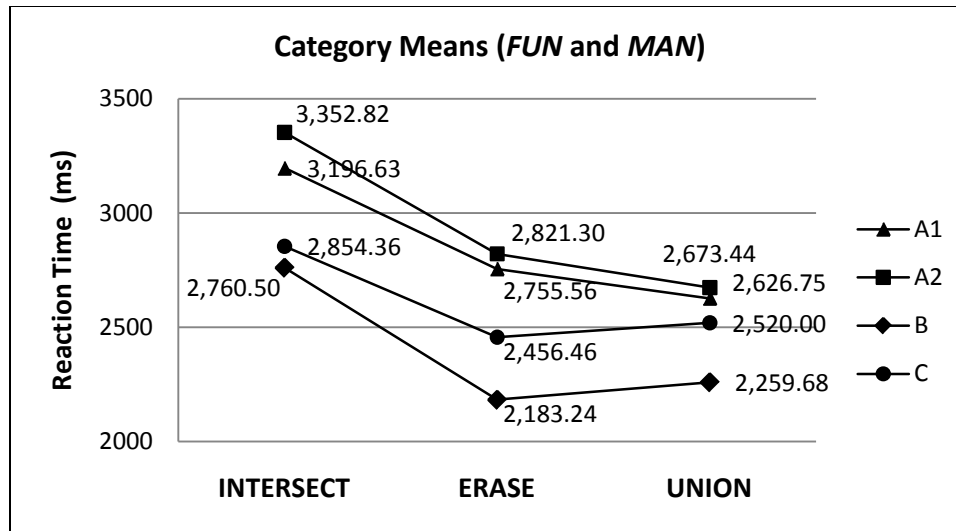 Category Means (FUN and MAN)
Reaction Time (ms)
3500
3000
2500
2000
3,352.82
3,196.63
2,854.36
2,760.50
2,821.30
2,755.56
2,456.46
2,183.24
2,673.44
2,626.75
2,520.00
2,259.68
INTERSECT
ERASE
UNION
A1
A2
B
C